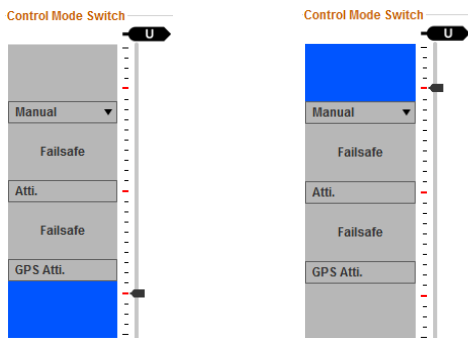 Control Mode Switch
U
Manual
Failsafe
Atti.
Failsafe
GPS Atti.
Control Mode Switch
U
Manual
Failsafe
Atti.
Failsafe
GPS Atti.